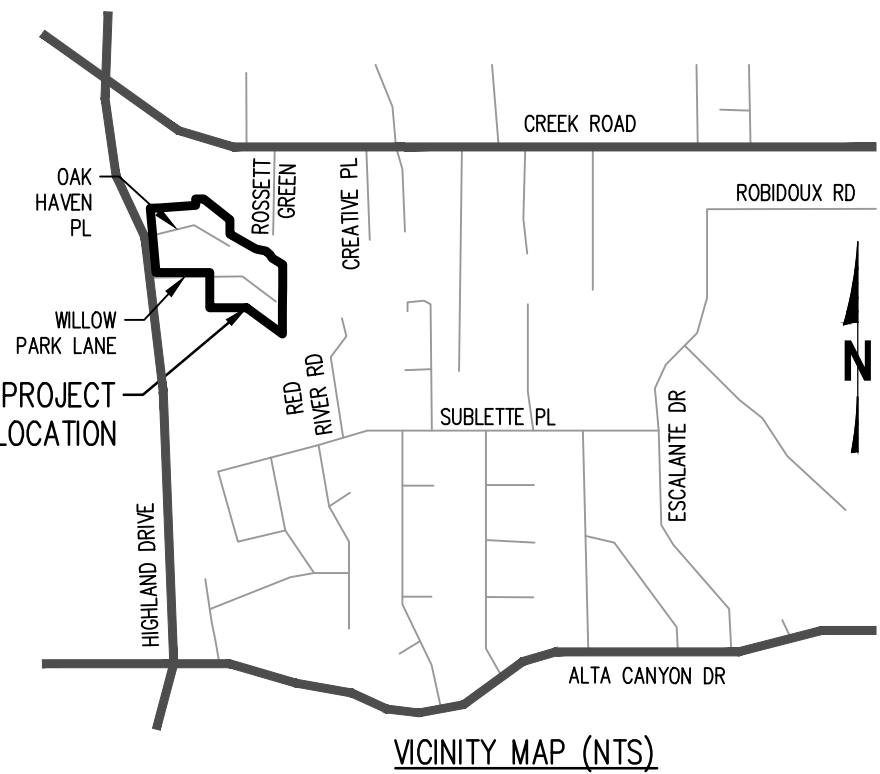 CREEK ROAD
OAK
HAVEN
PL
ROSSETT
GREEN
CREATIVE PL
ROBIDOUX RD
WILLOW
PARK LANE
PROJECT
LOCATION
RED
RIVER RD
SUBLETTE PL
ESCALANTE DR
N
HIGHLAND DRIVE
ALTA CANYON DR
VICINITY MAP (NTS)